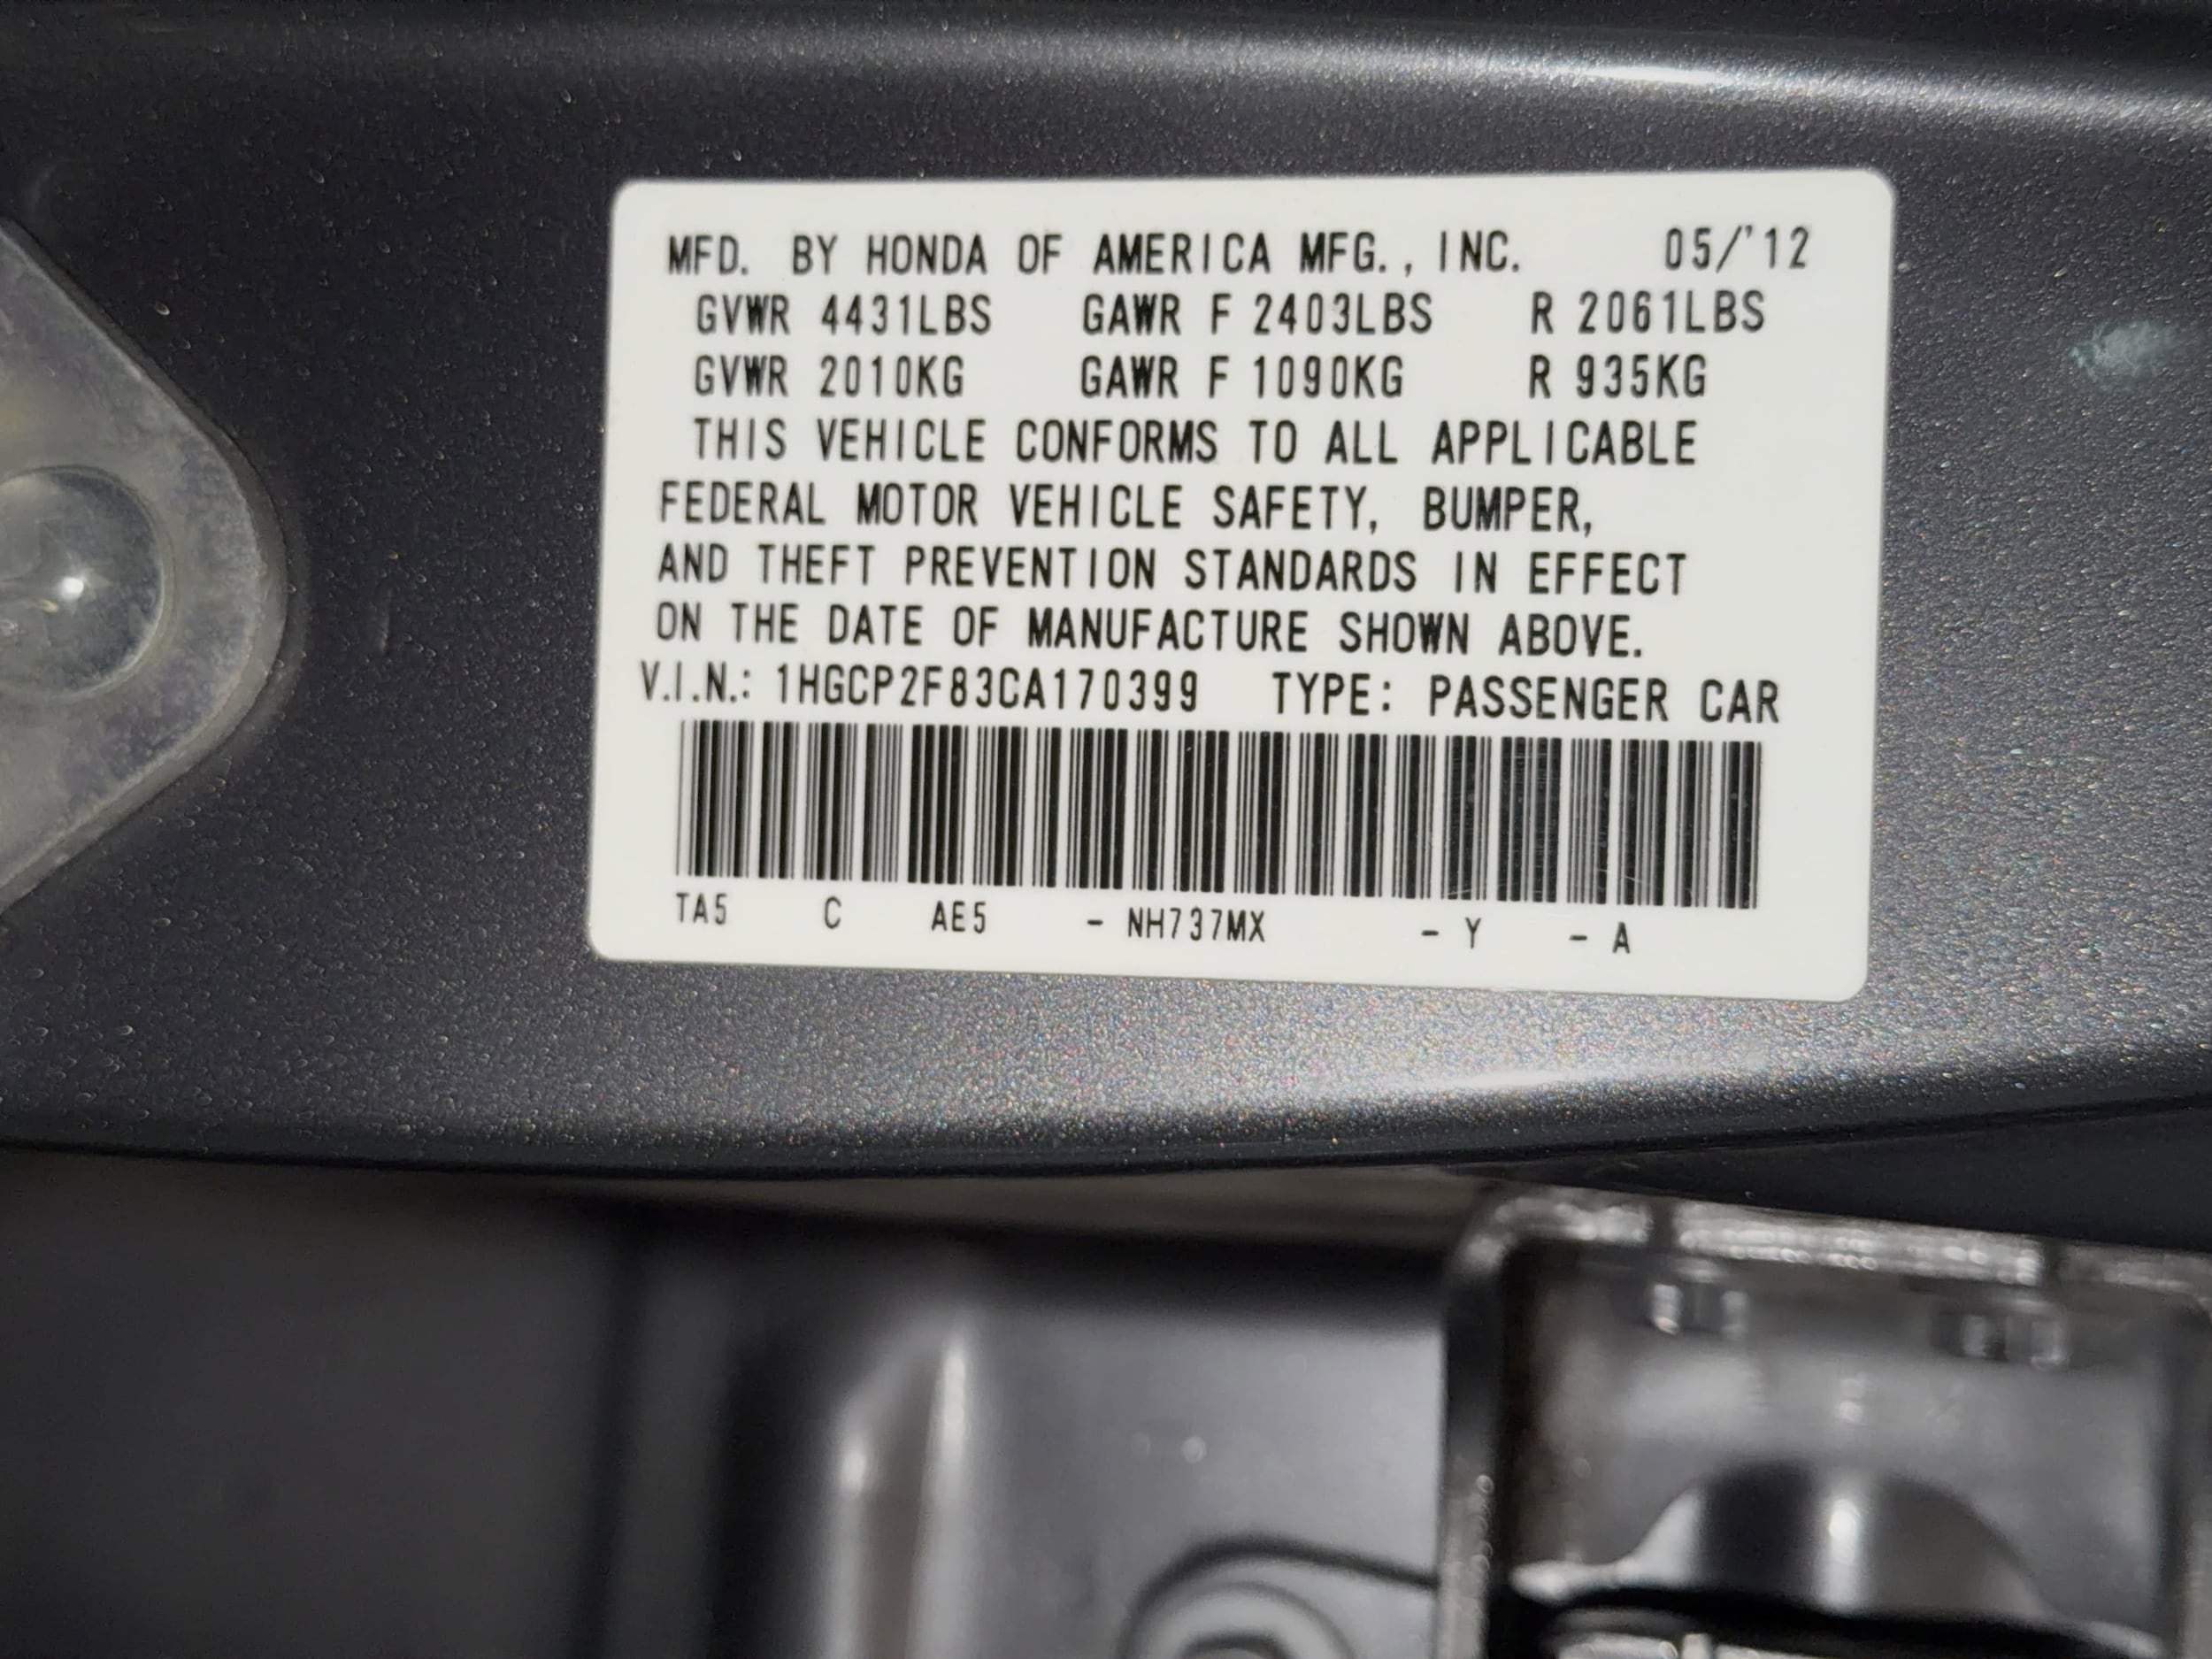 MFD. BY HONDA OF AMERICA MFG., INC. 05/'12
GVWR 4431LBS GAWR F 2403LBS R 2061LBS
GVWR 2010KG GAWR F 1090KG R 935KG
THIS VEHICLE CONFORMS TO ALL APPLICABLE
FEDERAL MOTOR VEHICLE SAFETY, BUMPER,
AND THEFT PREVENTION STANDARDS IN EFFECT
ON THE DATE OF MANUFACTURE SHOWN ABOVE.
V.I.N.: 1HGCP2F83CA170399 TYPE: PASSENGER CAR
TA5 C AE5 - NH737MX - Y - A